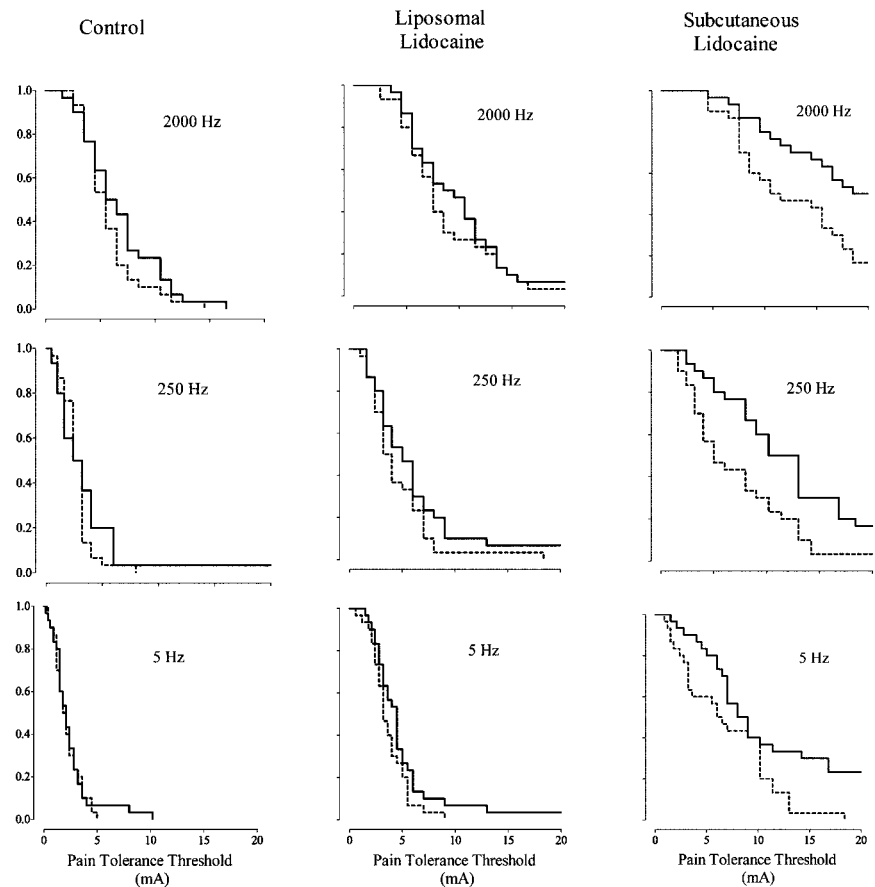 Control
Liposomal
Lidocaine
Subcutaneous
Lidocaine
1.0
0.8
0.6
0.4
0.2
0.0
2000 Hz
2000 Hz
2000 Hz
1.0
0.8
0.6
0.4
0.2
0.0
250 Hz
250 Hz
250 Hz
1.0
0.8
0.6
0.4
0.2
0.0
5 Hz
5 Hz
5 Hz
0 5 10 15 20
0 5 10 15 20
0 5 10 15 20
Pain Tolerance Threshold
(mA)
Pain Tolerance Threshold
(mA)
Pain Tolerance Threshold
(mA)